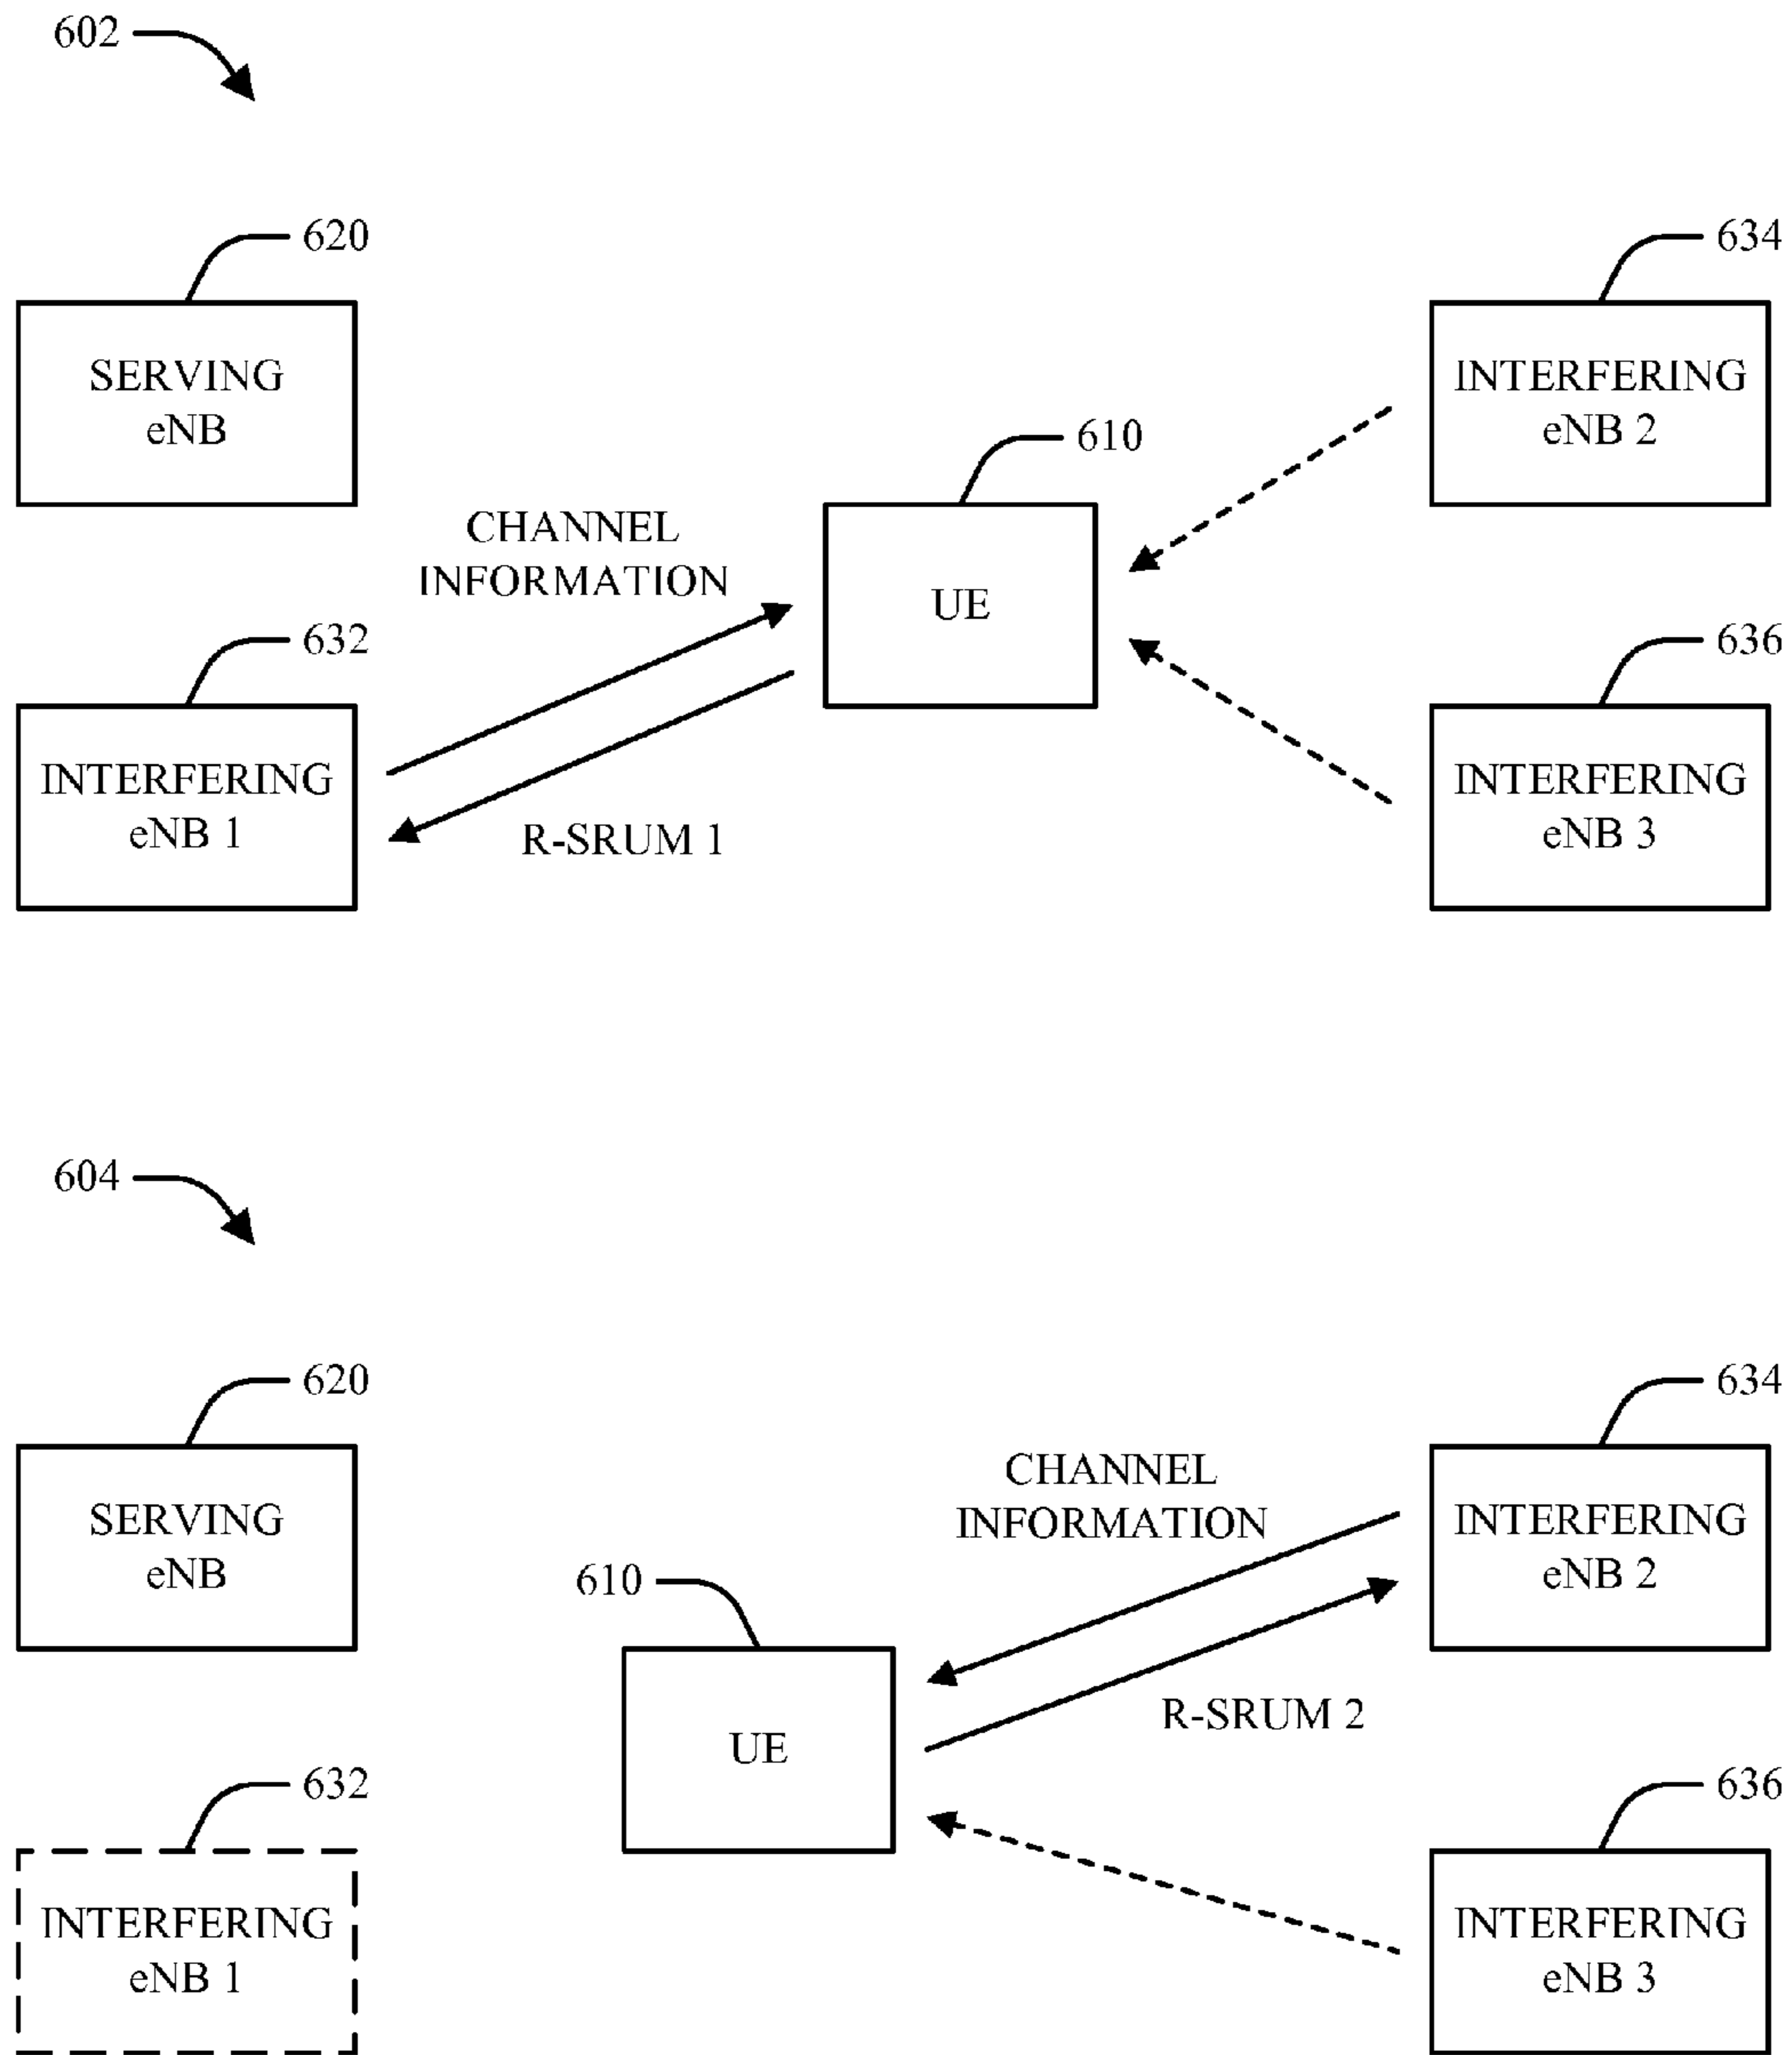 602
620
634
SERVING
eNB
INTERFERING
eNB 2
610
CHANNEL
INFORMATION
UE
632
636
INTERFERING
eNB 1
R-SRUM 1
INTERFERING
eNB 3
604
620
634
SERVING
eNB
CHANNEL
INFORMATION
INTERFERING
eNB 2
610
UE
R-SRUM 2
632
636
INTERFERING
eNB 1
INTERFERING
eNB 3